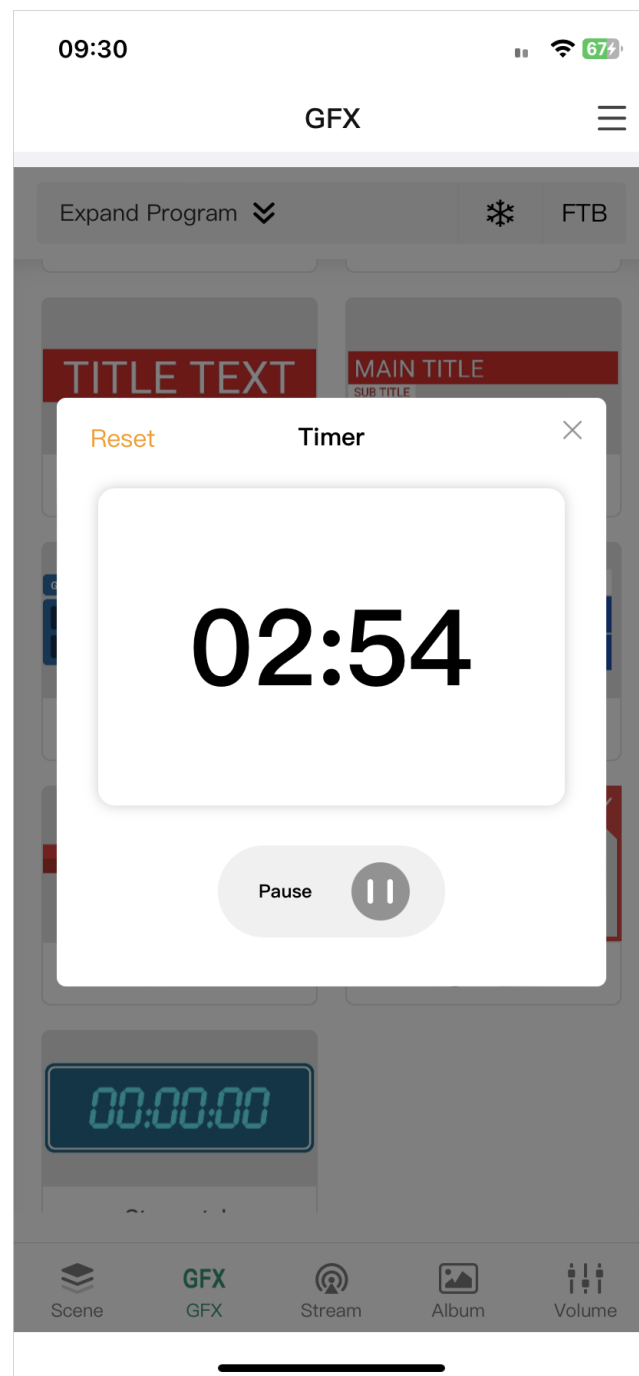 09:30
67
GFX
Expand Program
FTB
TITLE TEXT
MAIN TITLE
SUB TITLE
Reset
Timer
02:54
Pause
00:00:00
Scene
GFX
GFX
Stream
Album
Volume